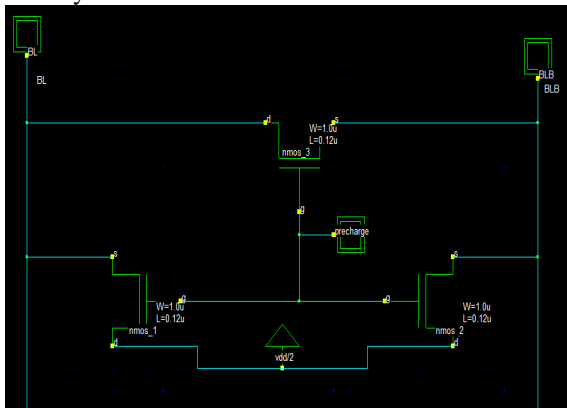 BL
BL
BLB
BLB
d
s
W=1.0u
L=0.12u
nmos_3
g
precharge
s
s
g
g
W=1.0u
L=0.12u
W=1.0u
L=0.12u
nmos_1
nmos_2
d
d
vdd/2